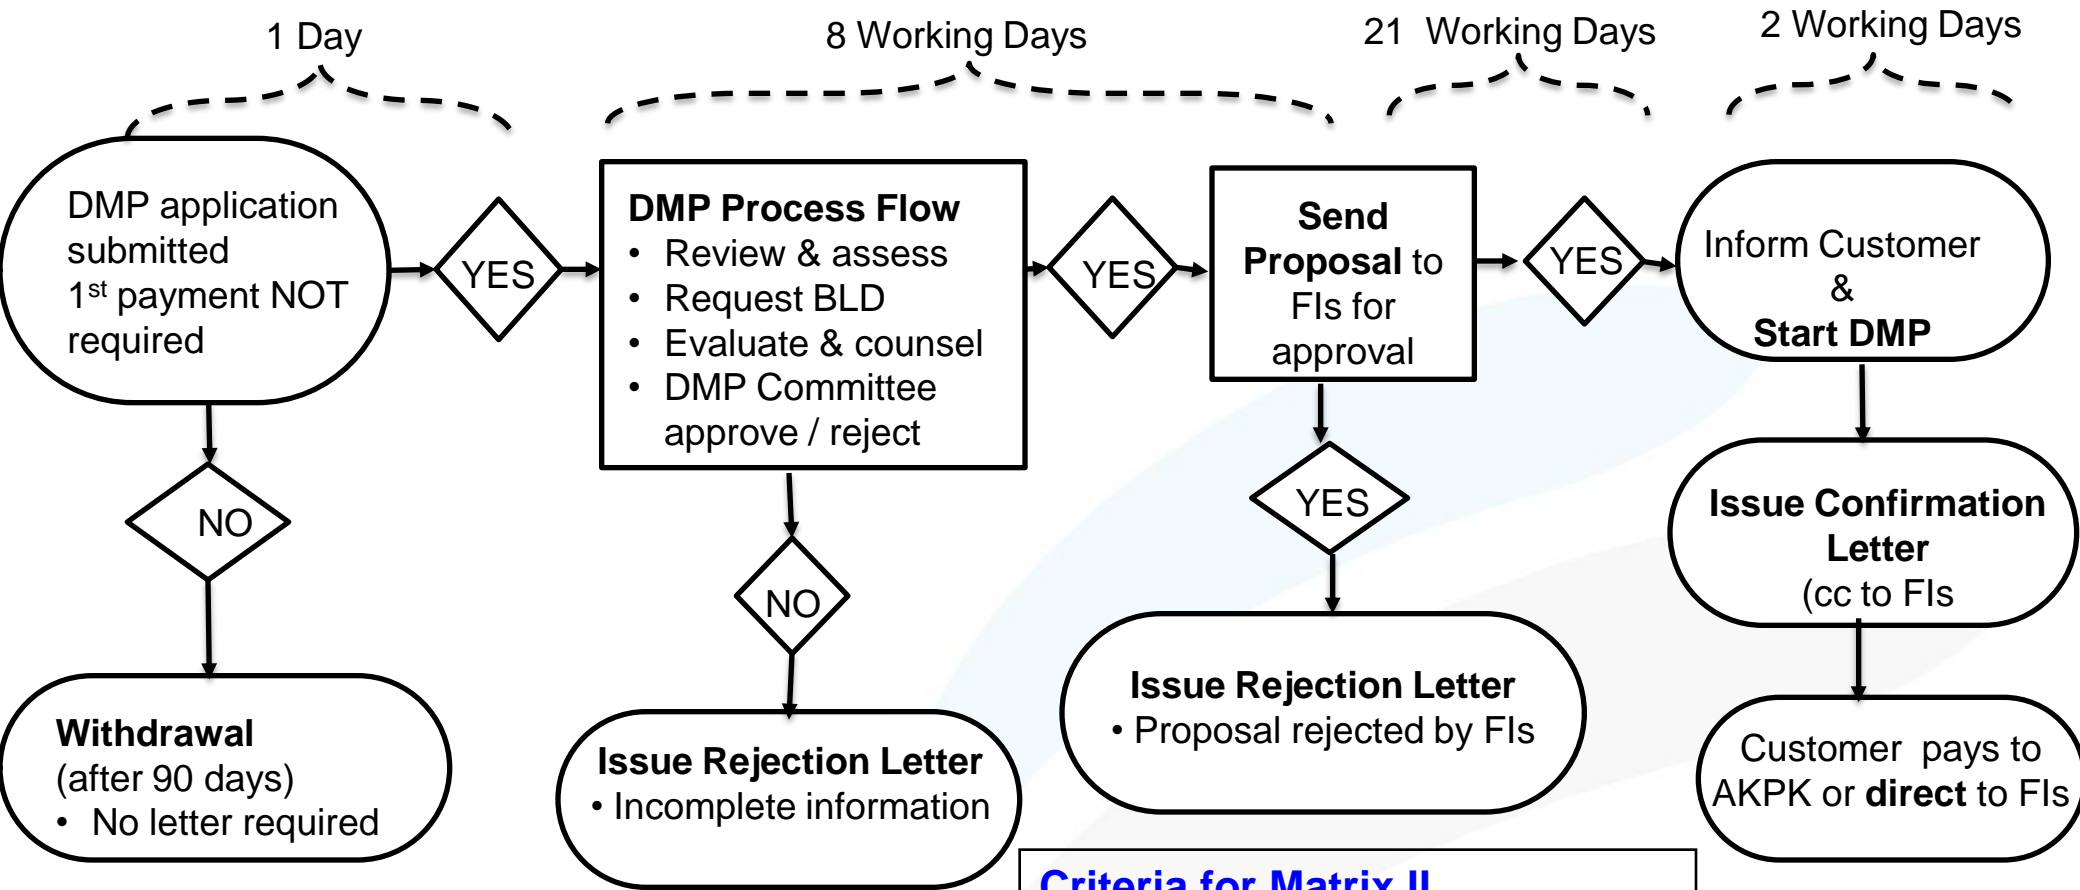 1 Day
8 Working Days
21 Working Days
2 Working Days
DMP application
submitted
1st payment NOT
required
YES
DMP Process Flow
• Review & assess
• Request BLD
• Evaluate & counsel
• DMP Committee
approve / reject
YES
Send
Proposal to
FIs for
approval
YES
Inform Customer
&
Start DMP
NO
NO
YES
Issue Confirmation
Letter
(cc to FIs
Withdrawal
(after 90 days)
• No letter required
Issue Rejection Letter
• Incomplete information
Issue Rejection Letter
• Proposal rejected by FIs
Customer pays to
AKPK or direct to FIs
Criteria for Matrix II